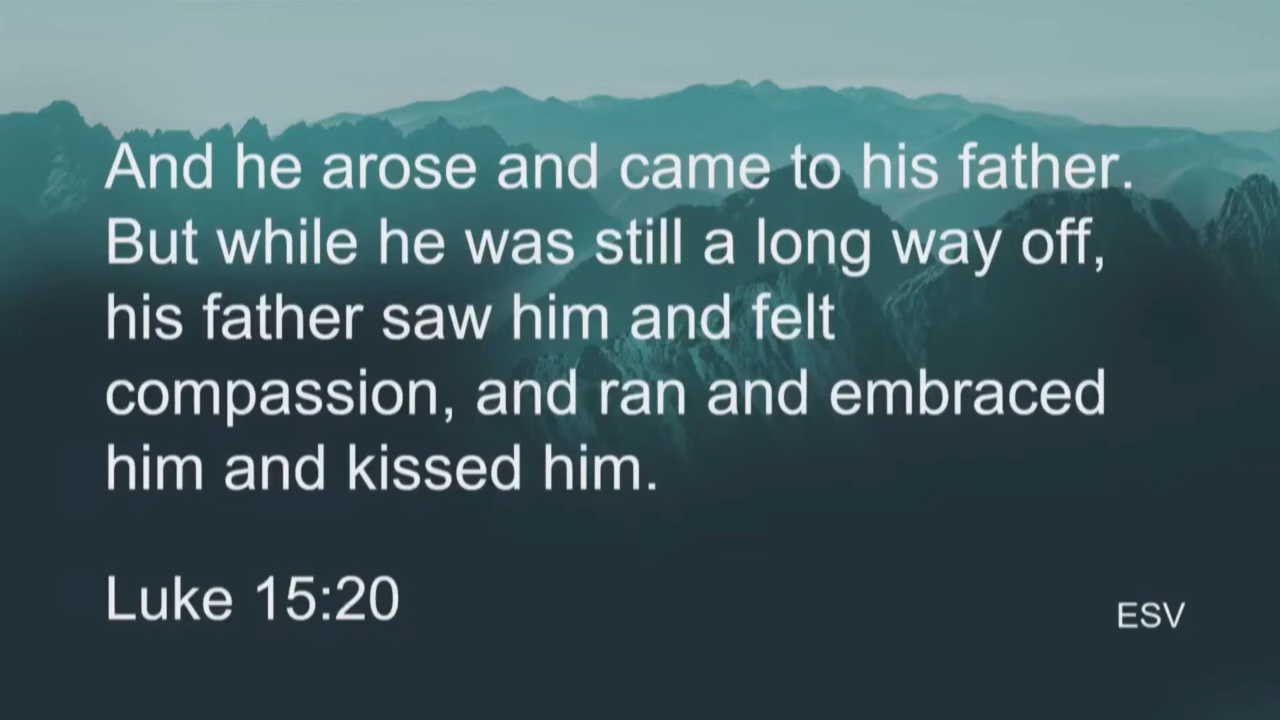 And he arose and came to his father.
But while he was still a long way off,
his father saw him and felt
compassion, and ran and embraced
him and kissed him.
Luke 15:20
ESV